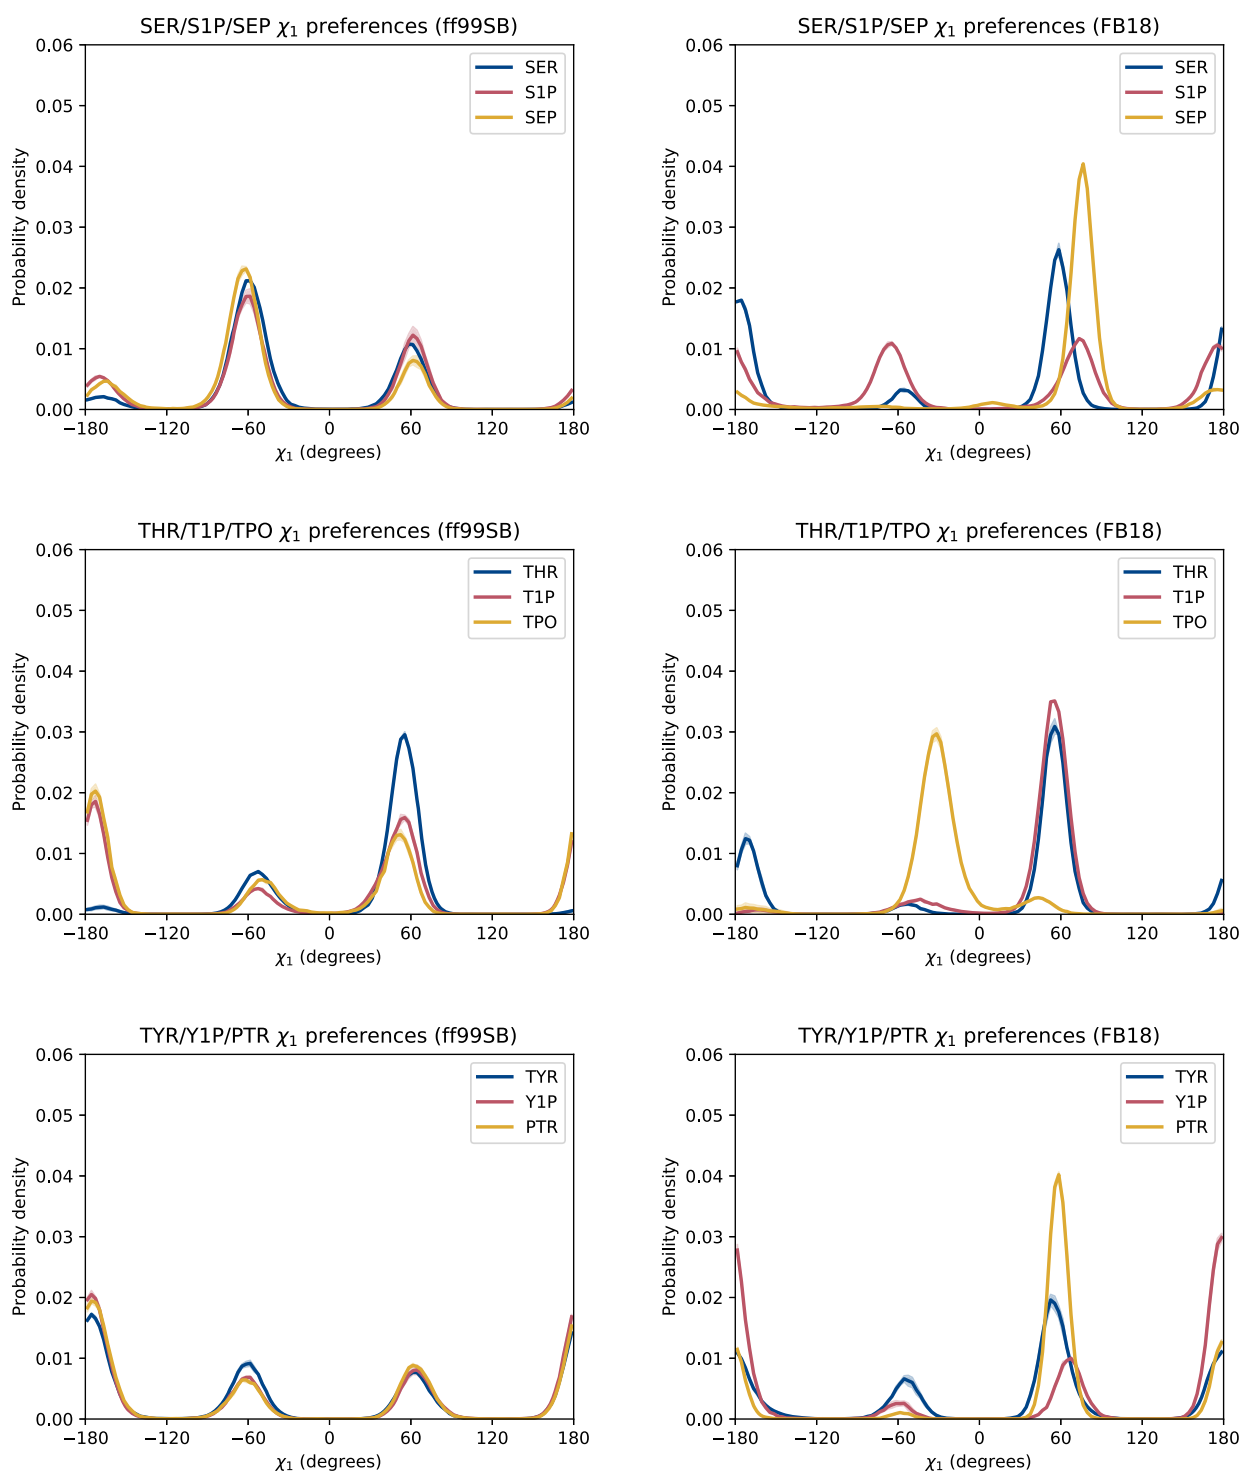 SER/S1P/SEP χ1 preferences (ff99SB)
0.06
0.05
0.04
0.03
0.02
0.01
0.00
Probability density
SER
S1P
SEP
−180 −120 −60 0 60 120 180
χ1 (degrees)
SER/S1P/SEP χ1 preferences (FB18)
0.06
0.05
0.04
0.03
0.02
0.01
0.00
Probability density
SER
S1P
SEP
−180 −120 −60 0 60 120 180
χ1 (degrees)
THR/T1P/TPO χ1 preferences (ff99SB)
0.06
0.05
0.04
0.03
0.02
0.01
0.00
Probability density
THR
T1P
TPO
−180 −120 −60 0 60 120 180
χ1 (degrees)
THR/T1P/TPO χ1 preferences (FB18)
0.06
0.05
0.04
0.03
0.02
0.01
0.00
Probability density
THR
T1P
TPO
−180 −120 −60 0 60 120 180
χ1 (degrees)
TYR/Y1P/PTR χ1 preferences (ff99SB)
0.06
0.05
0.04
0.03
0.02
0.01
0.00
Probability density
TYR
Y1P
PTR
−180 −120 −60 0 60 120 180
χ1 (degrees)
TYR/Y1P/PTR χ1 preferences (FB18)
0.06
0.05
0.04
0.03
0.02
0.01
0.00
Probability density
TYR
Y1P
PTR
−180 −120 −60 0 60 120 180
χ1 (degrees)